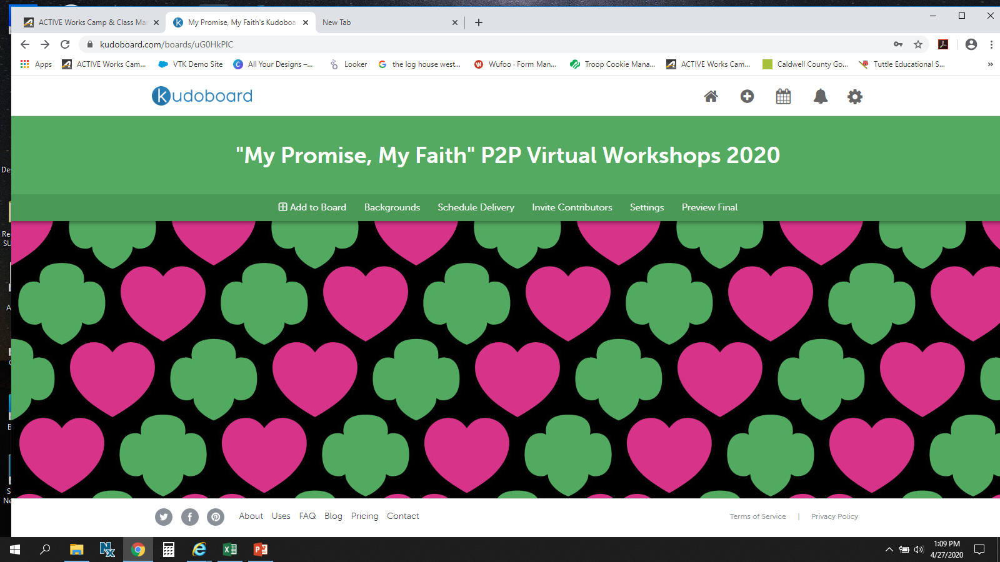 ACTIVE Works Camp & Class Ma
My Promise, My Faith's Kudoboa
New Tab
kudoboard.com/boards/uG0HkPIC
Apps
ACTIVE Works Cam...
VTK Demo Site
All Your Designs –...
Looker
the log house west...
Wufoo · Form Man...
Troop Cookie Mana...
ACTIVE Works Cam...
Caldwell County Go...
Tuttle Educational S...
»
kudoboard
"My Promise, My Faith" P2P Virtual Workshops 2020
Add to Board
Backgrounds
Schedule Delivery
Invite Contributors
Settings
Preview Final
About
Uses
FAQ
Blog
Pricing
Contact
Terms of Service
|
Privacy Policy
1:09 PM
4/27/2020